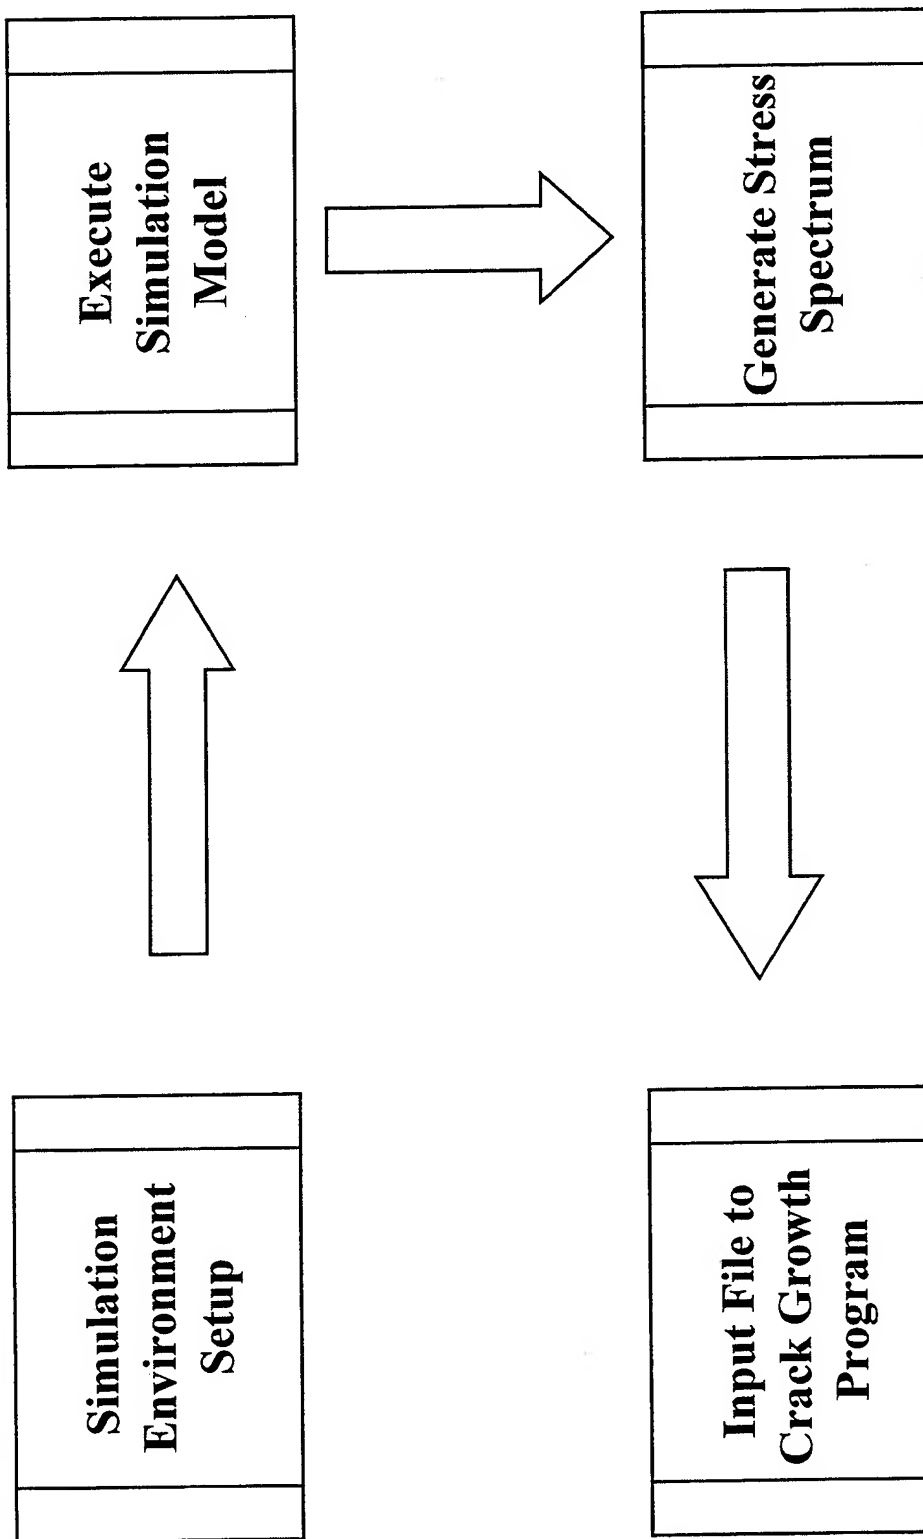 Simulation
Environment
Setup
Execute
Simulation
Model
Generate Stress
Spectrum
Input File to
Crack Growth
Program